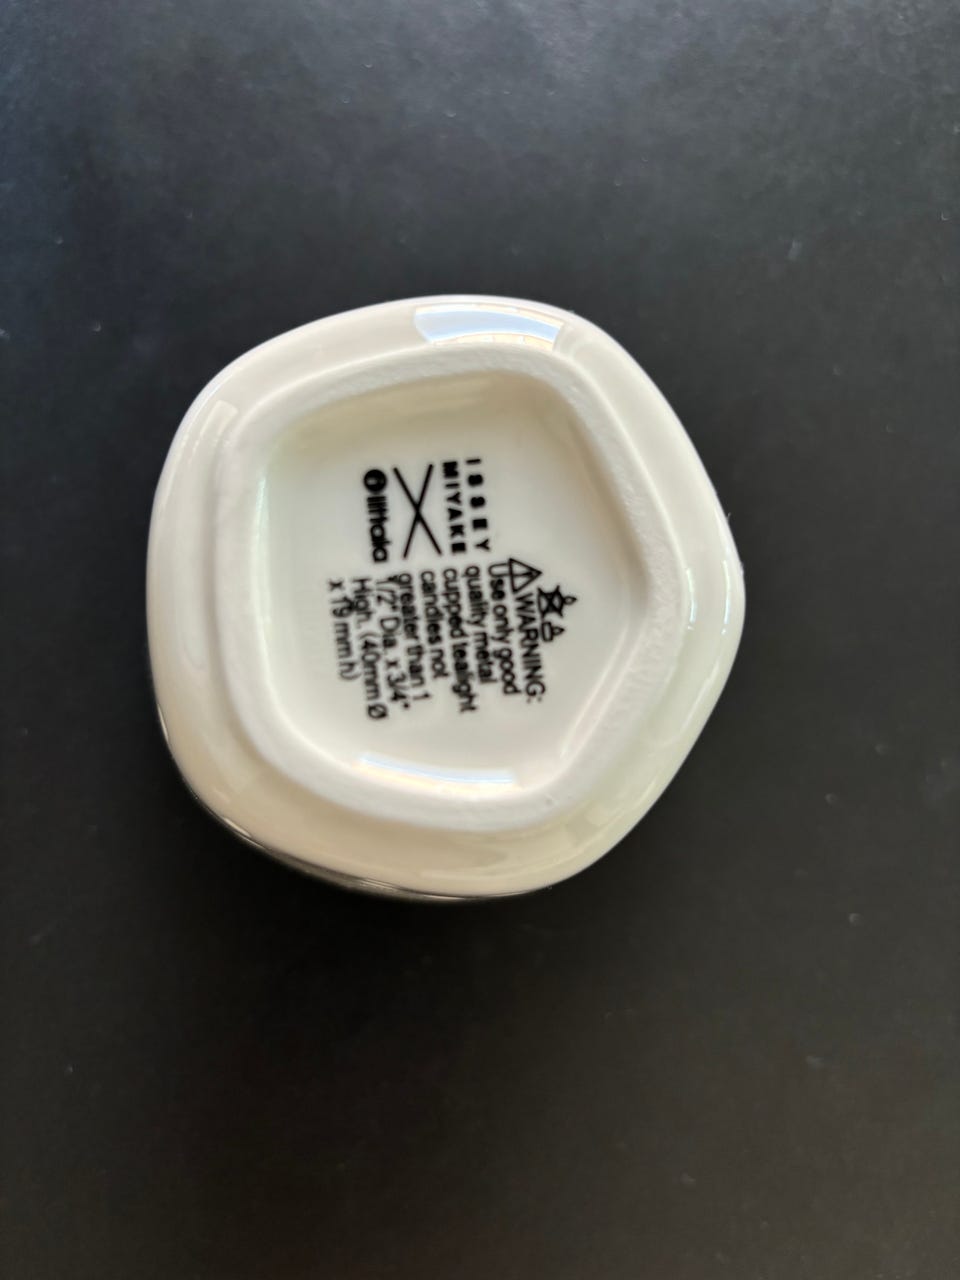 ISSEY
MIYAKE
iittala
WARNING:
Use only good
quality metal
cupped tealight
candles not
greater than 1
1/2" Dia. x 3/4"
High. (40mm Ø
x 19 mm h)